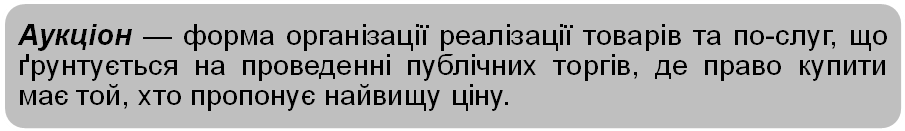 Аукціон — форма організації реалізації товарів та по-слуг, що
ґрунтується на проведенні публічних торгів, де право купити
має той, хто пропонує найвищу ціну.